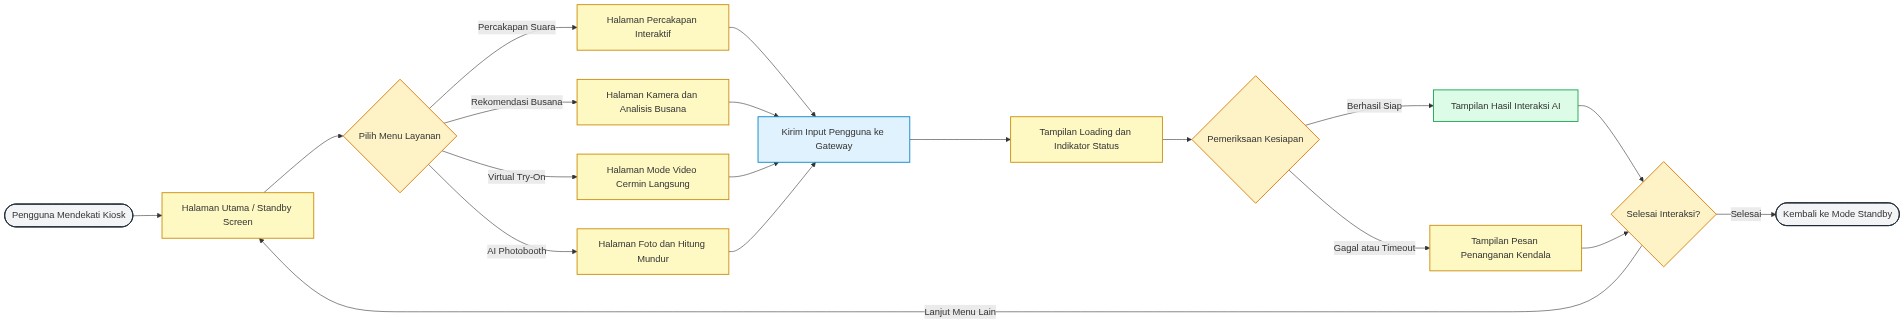 Pengguna Mendekati Kiosk
Halaman Utama / Standby
Screen
Pilih Menu Layanan
Percakapan Suara
Rekomendasi Busana
Virtual Try-On
AI Photobooth
Halaman Percakapan
Interaktif
Halaman Kamera dan
Analisis Busana
Halaman Mode Video
Cermin Langsung
Halaman Foto dan Hitung
Mundur
Kirim Input Pengguna ke
Gateway
Tampilan Loading dan
Indikator Status
Pemeriksaan Kesiapan
Berhasil Siap
Gagal atau Timeout
Tampilan Hasil Interaksi AI
Tampilan Pesan
Penanganan Kendala
Selesai Interaksi?
Selesai
Kembali ke Mode Standby
Lanjut Menu Lain